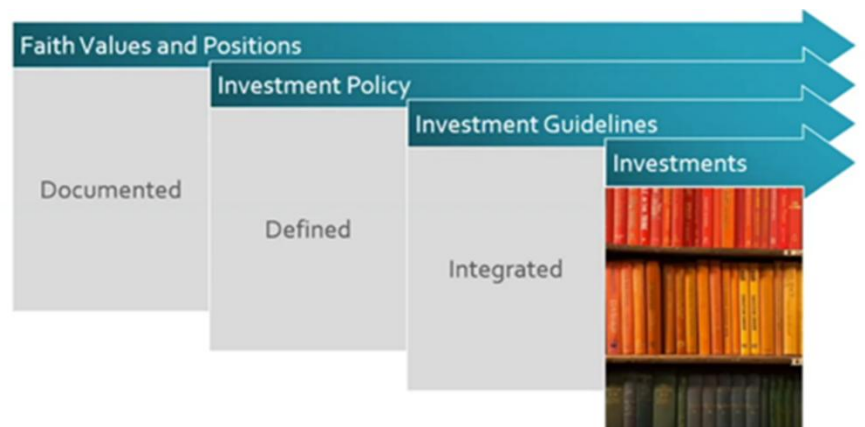 Faith Values and Positions
Investment Policy
Investment Guidelines
Investments
Documented
Defined
Integrated